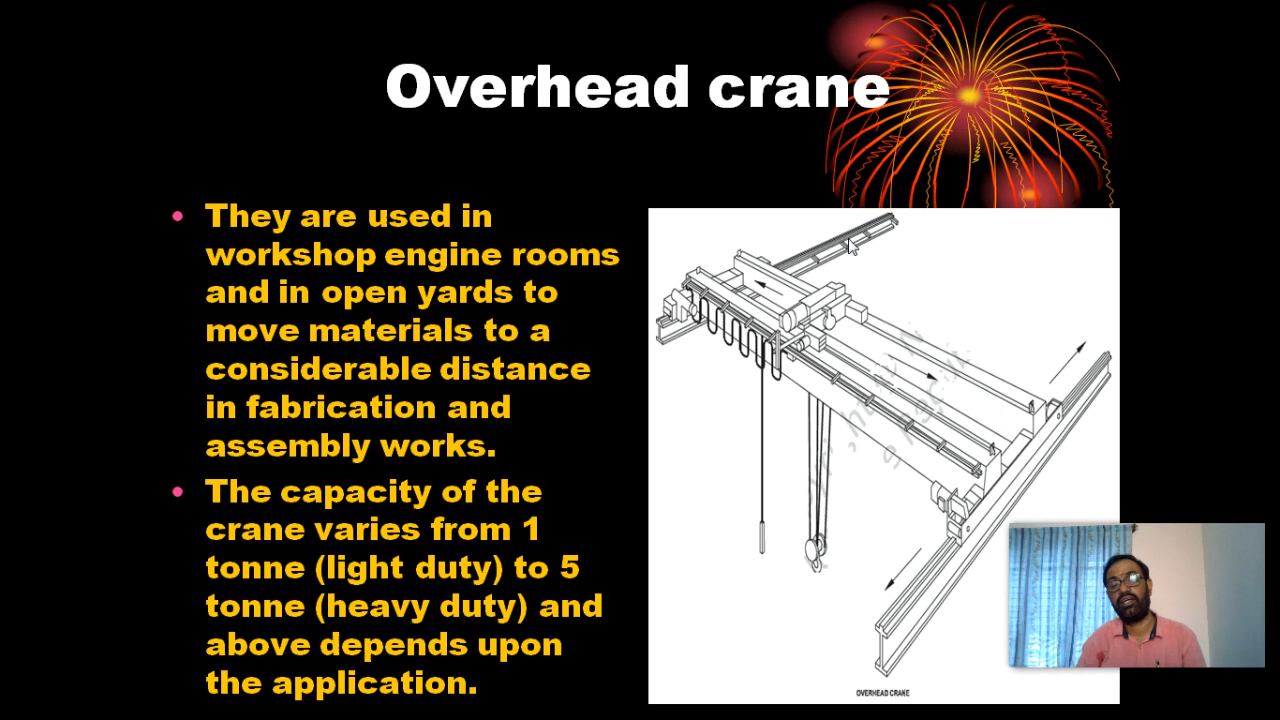 Overhead crane
• They are used in
workshop engine rooms
and in open yards to
move materials to a
considerable distance
in fabrication and
assembly works.
• The capacity of the
crane varies from 1
tonne (light duty) to 5
tonne (heavy duty) and
above depends upon
the application.
OVERHEAD CRANE